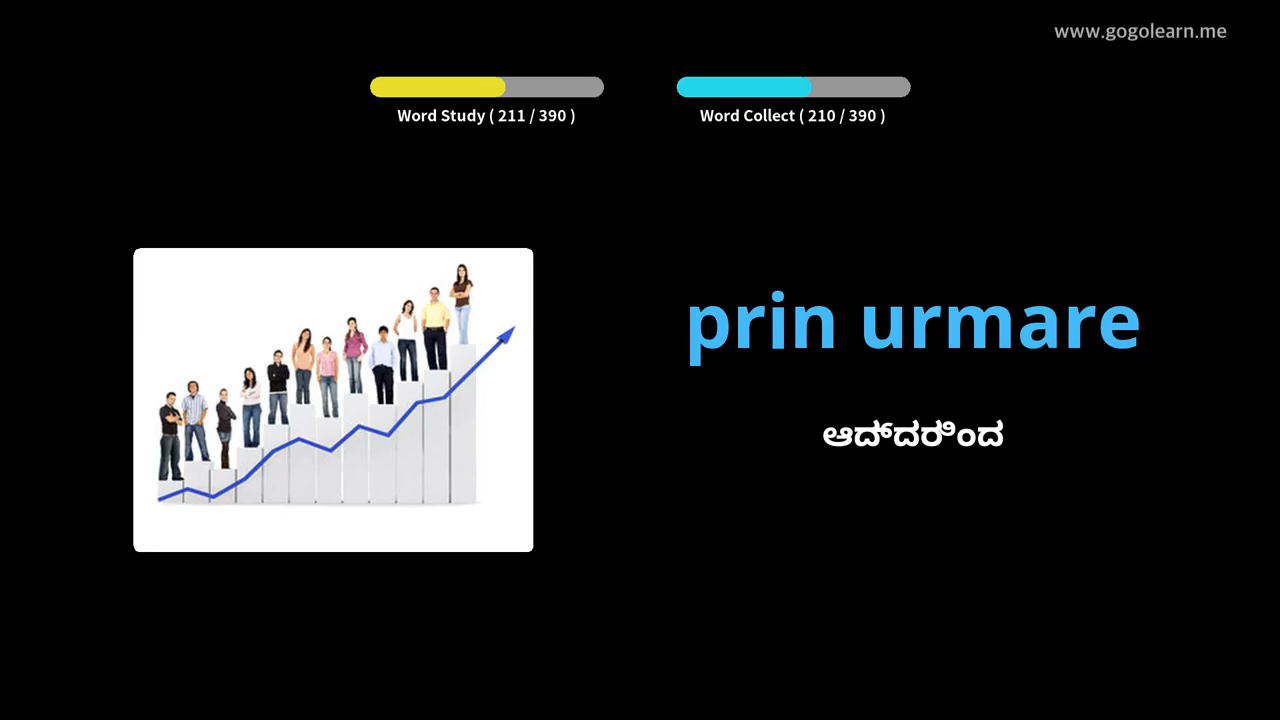 www.gogolearn.me
Word Study ( 211 / 390 )
Word Collect ( 210 / 390 )
prin urmare
ಆದ್ದರಿಂದ